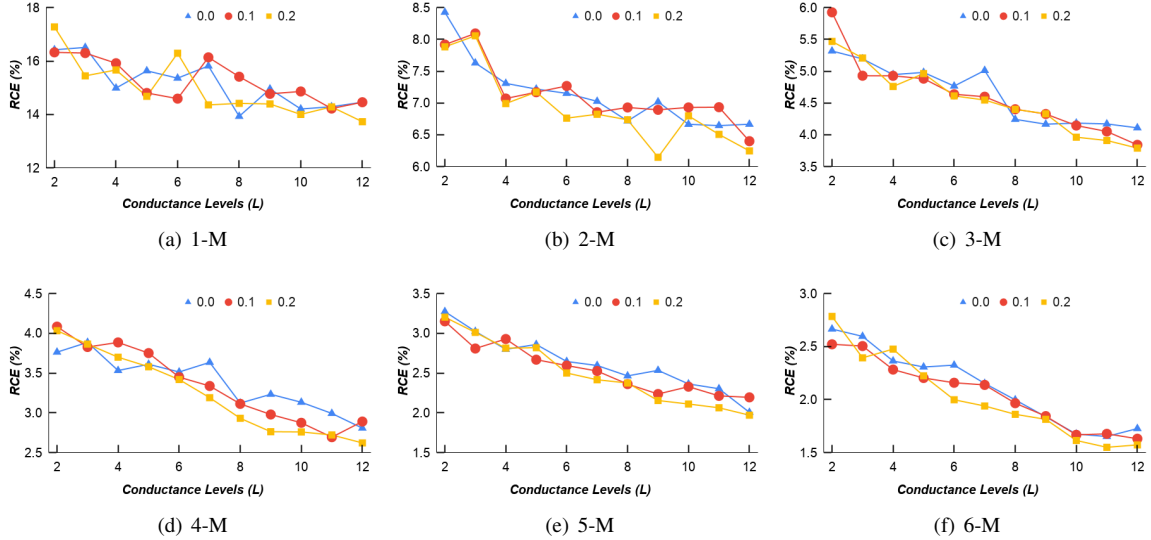 18
0.0 0.1 0.2
16
RCE (%)
14
12
2 4 6 8 10 12
Conductance Levels (L)
(a) 1-M
8.5
0.0 0.1 0.2
8.0
7.5
RCE (%)
7.0
6.5
6.0
2 4 6 8 10 12
Conductance Levels (L)
(b) 2-M
6.0
0.0 0.1 0.2
5.5
5.0
RCE (%)
4.5
4.0
3.5
2 4 6 8 10 12
Conductance Levels (L)
(c) 3-M
4.5
0.0 0.1 0.2
4.0
RCE (%)
3.5
3.0
2.5
2 4 6 8 10 12
Conductance Levels (L)
(d) 4-M
3.5
0.0 0.1 0.2
3.0
RCE (%)
2.5
2.0
1.5
2 4 6 8 10 12
Conductance Levels (L)
(e) 5-M
3.0
0.0 0.1 0.2
2.5
RCE (%)
2.0
1.5
2 4 6 8 10 12
Conductance Levels (L)
(f) 6-M